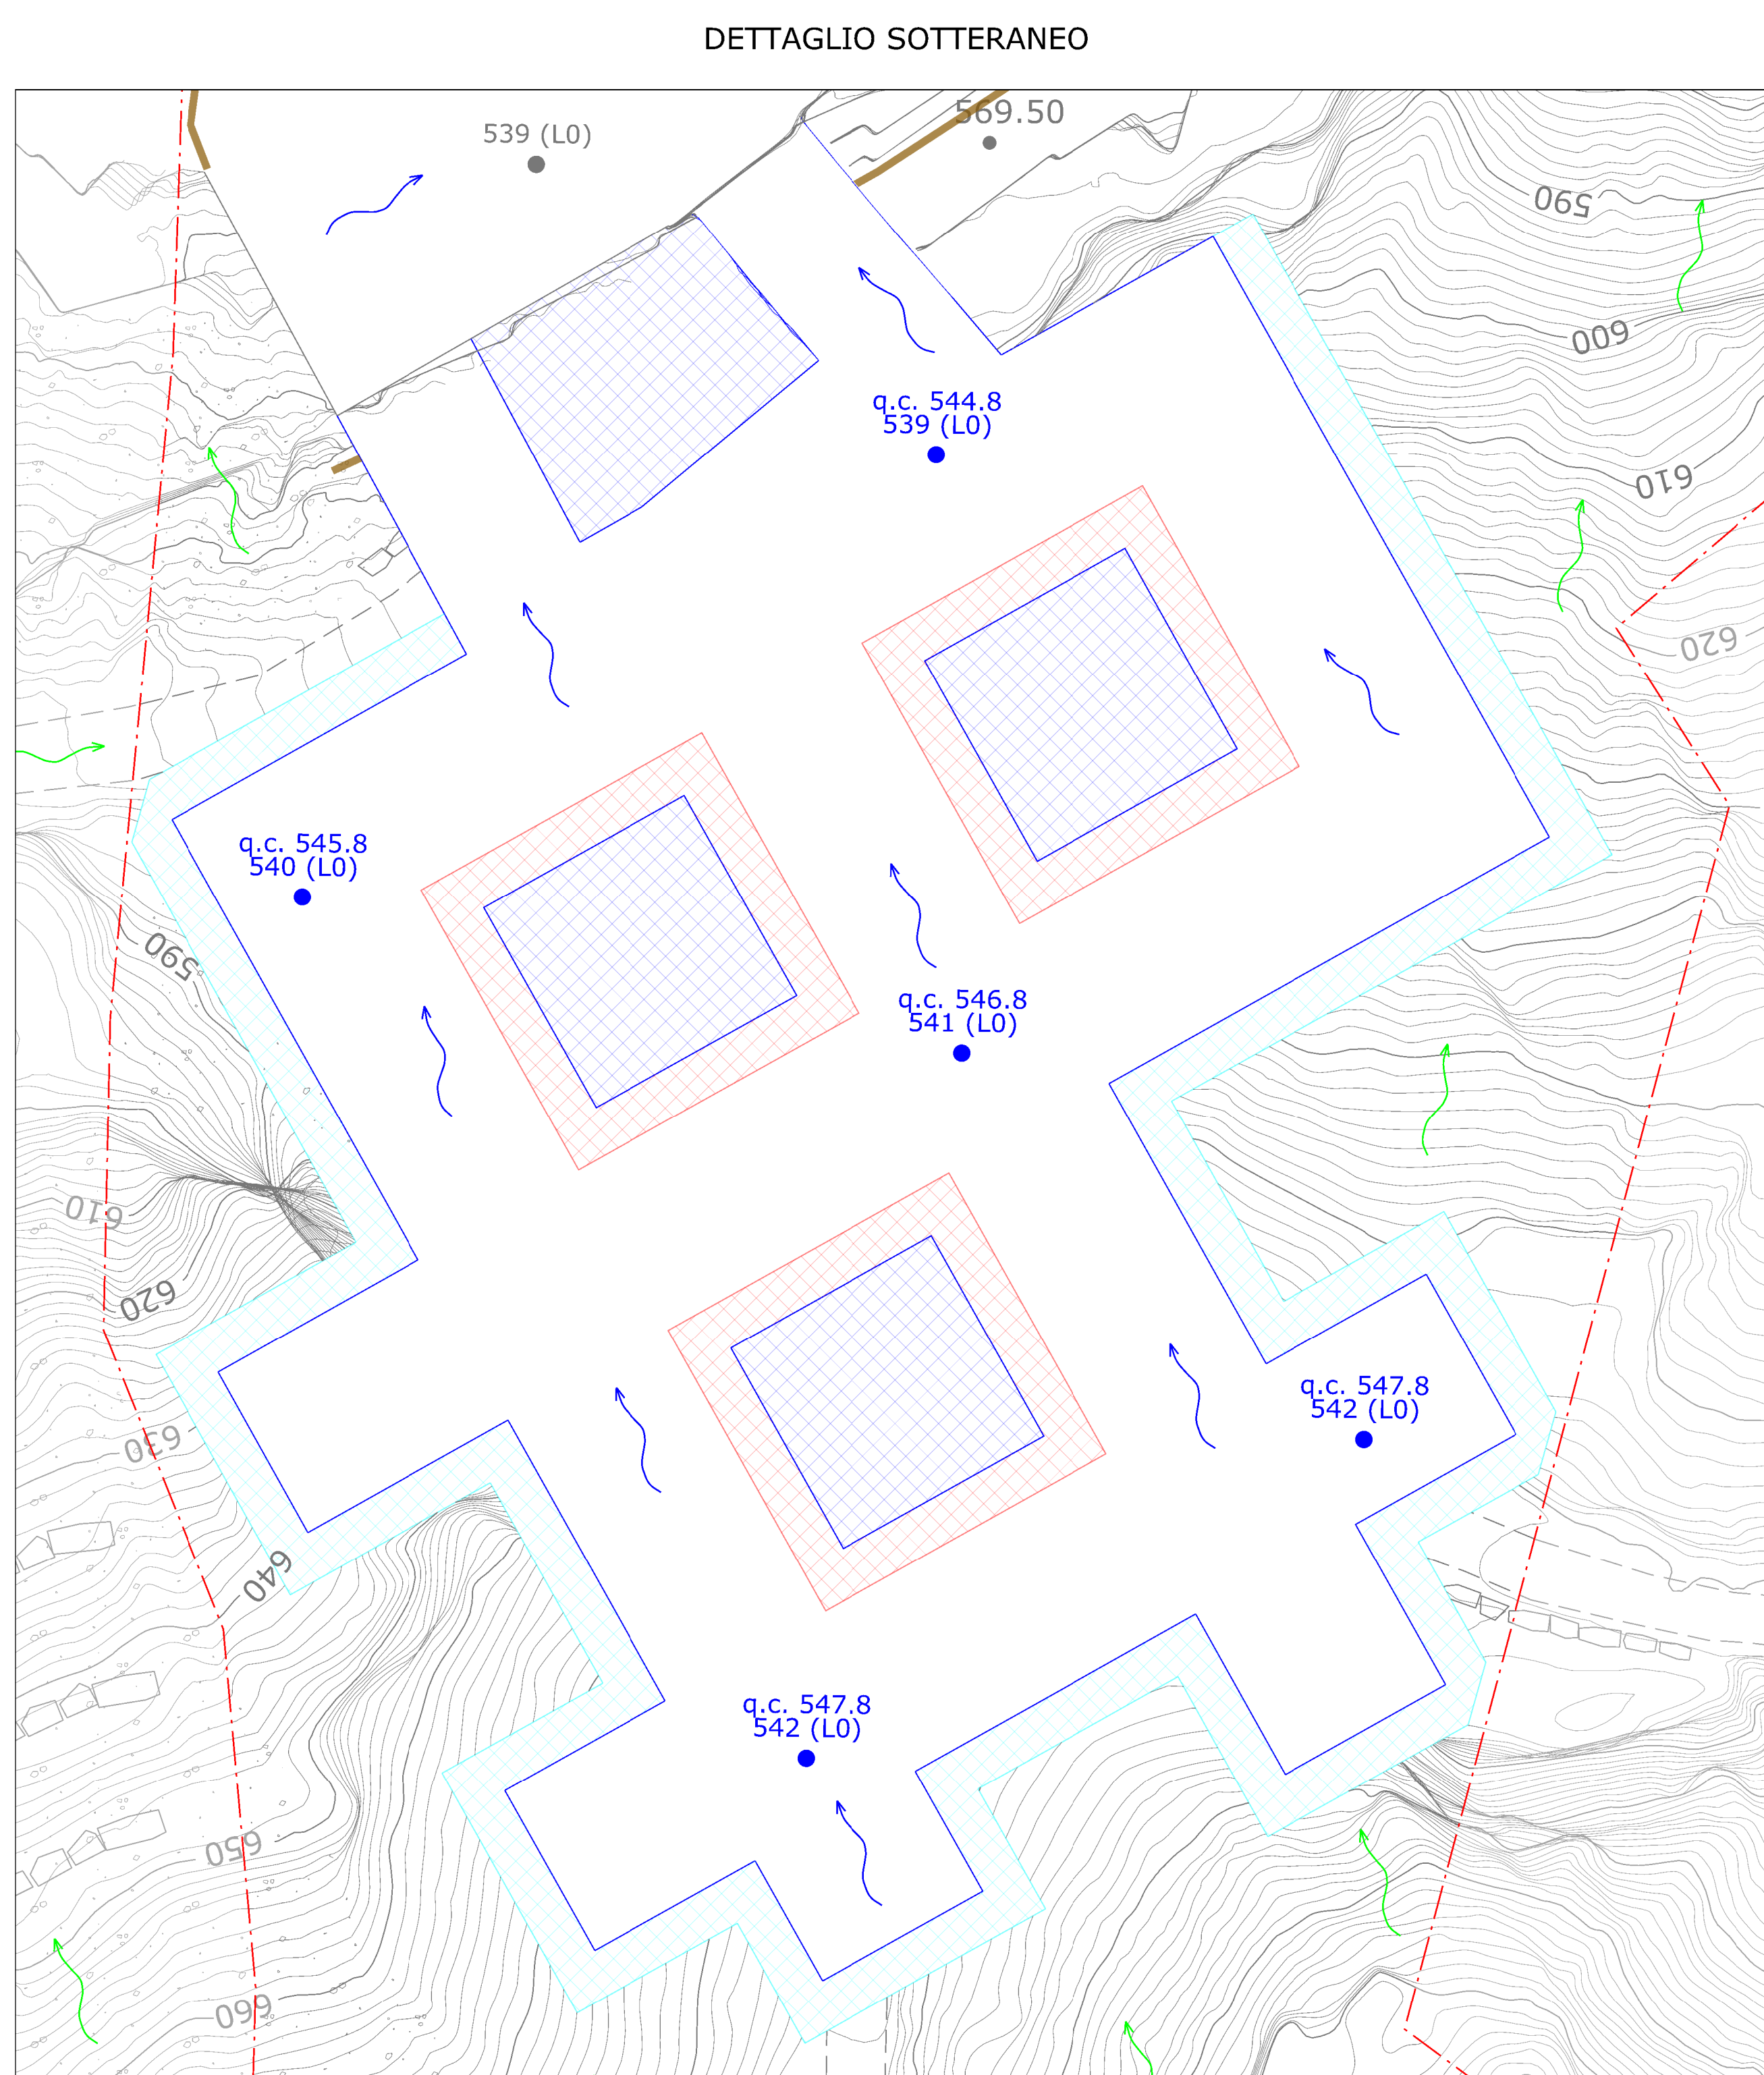 DETTAGLIO SOTTERANEO
569.50
539 (L0)
590
600
q.c. 544.8
539 (L0)
610
620
q.c. 545.8
540 (L0)
590
q.c. 546.8
541 (L0)
610
620
q.c. 547.8
542 (L0)
630
640
q.c. 547.8
542 (L0)
650
660